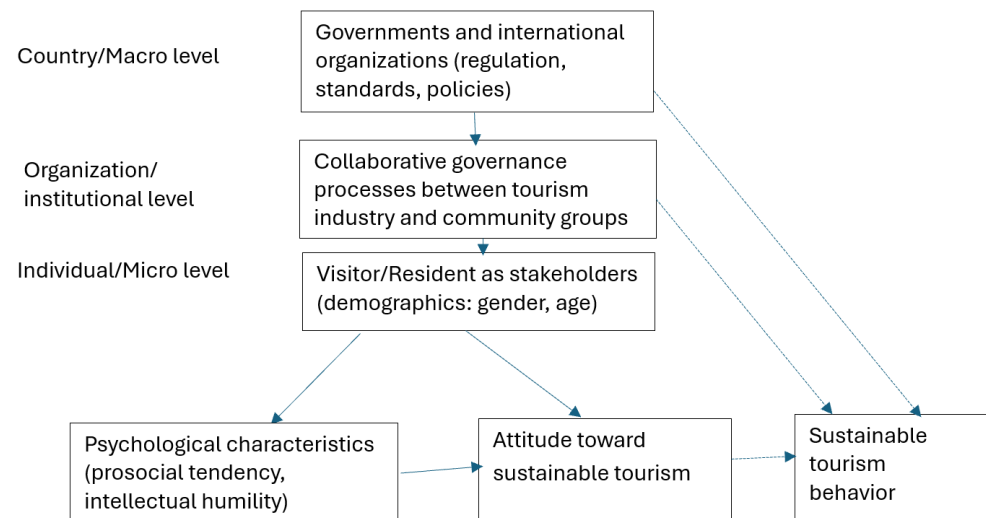 Country/Macro level
Governments and international
organizations (regulation,
standards, policies)
Organization/
institutional level
Collaborative governance
processes between tourism
industry and community groups
Individual/Micro level
Visitor/Resident as stakeholders
(demographics: gender, age)
Psychological characteristics
(prosocial tendency,
intellectual humility)
Attitude toward
sustainable tourism
Sustainable
tourism
behavior